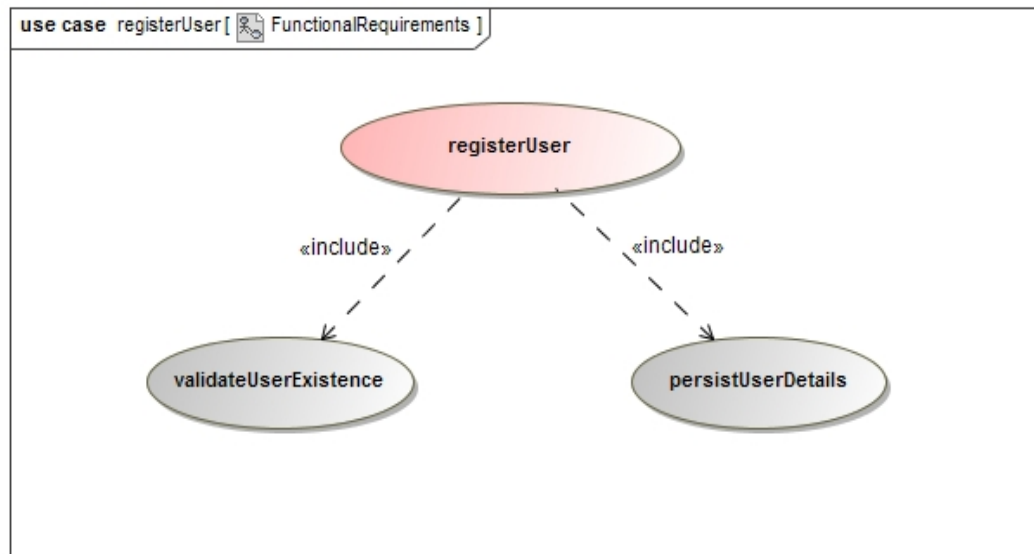 use case registerUser [ FunctionalRequirements ]
registerUser
«include»
«include»
validateUserExistence
persistUserDetails